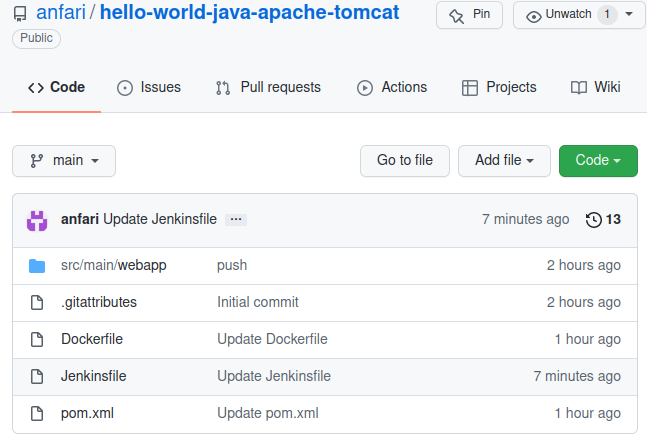 anfari / hello-world-java-apache-tomcat
Pin
Unwatch 1
Public
Code
Issues
Pull requests
Actions
Projects
Wiki
main
Go to file
Add file
Code
anfari Update Jenkinsfile ... 7 minutes ago 13
src/main/webapp push 2 hours ago
.gitattributes Initial commit 2 hours ago
Dockerfile Update Dockerfile 1 hour ago
Jenkinsfile Update Jenkinsfile 7 minutes ago
pom.xml Update pom.xml 1 hour ago